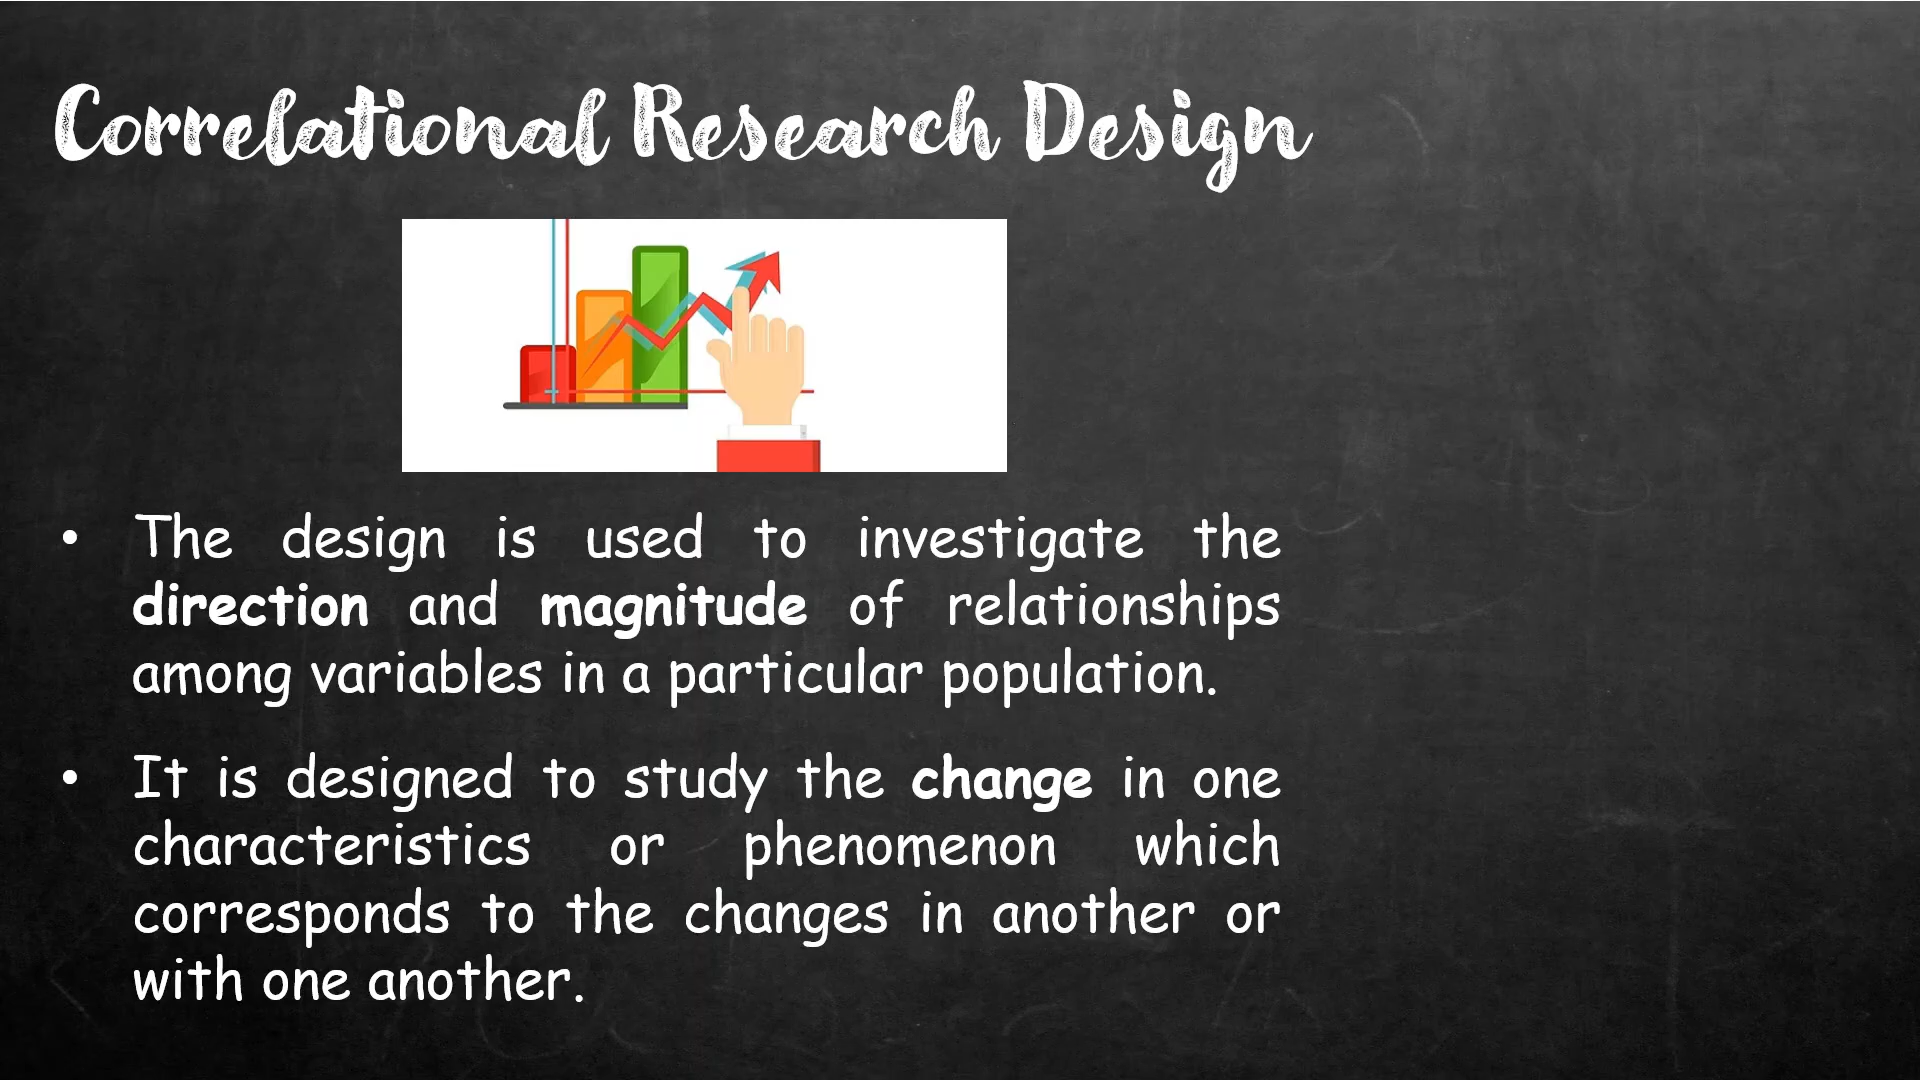 Correlational Research Design
• The design is used to investigate the
direction and magnitude of relationships
among variables in a particular population.
• It is designed to study the change in one
characteristics or phenomenon which
corresponds to the changes in another or
with one another.